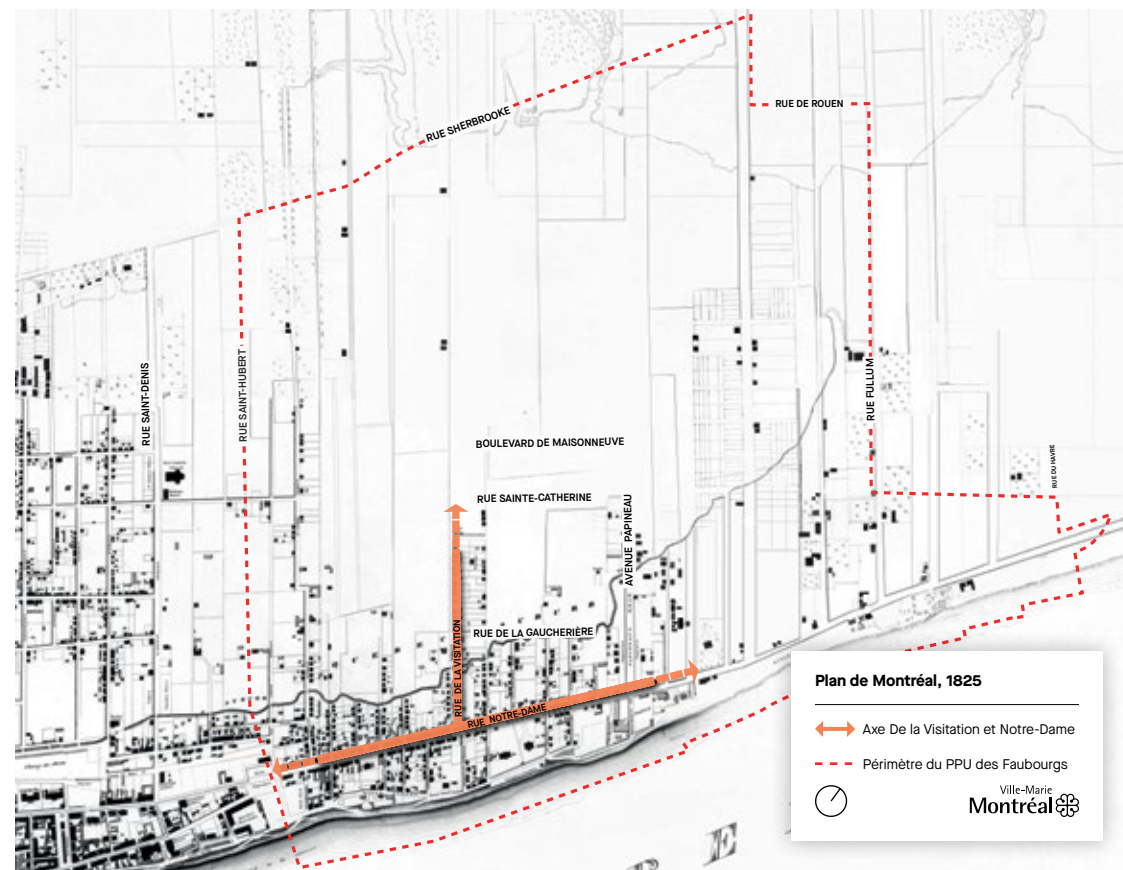 RUE DE ROUEN
RUE SHERBROOKE
RUE SAINT-DENIS
RUE SAINT-HUBERT
RUE FULLUM
BOULEVARD DE MAISONNEUVE
RUE DU HAVRE
RUE SAINTE-CATHERINE
AVENUE PAPINEAU
RUE DE LA GAUCHERIÈRE
RUE DE LA VISITATION
RUE NOTRE-DAME
E
Plan de Montréal, 1825
Axe De la Visitation et Notre-Dame
Périmètre du PPU des Faubourgs
Ville-Marie
Montréal